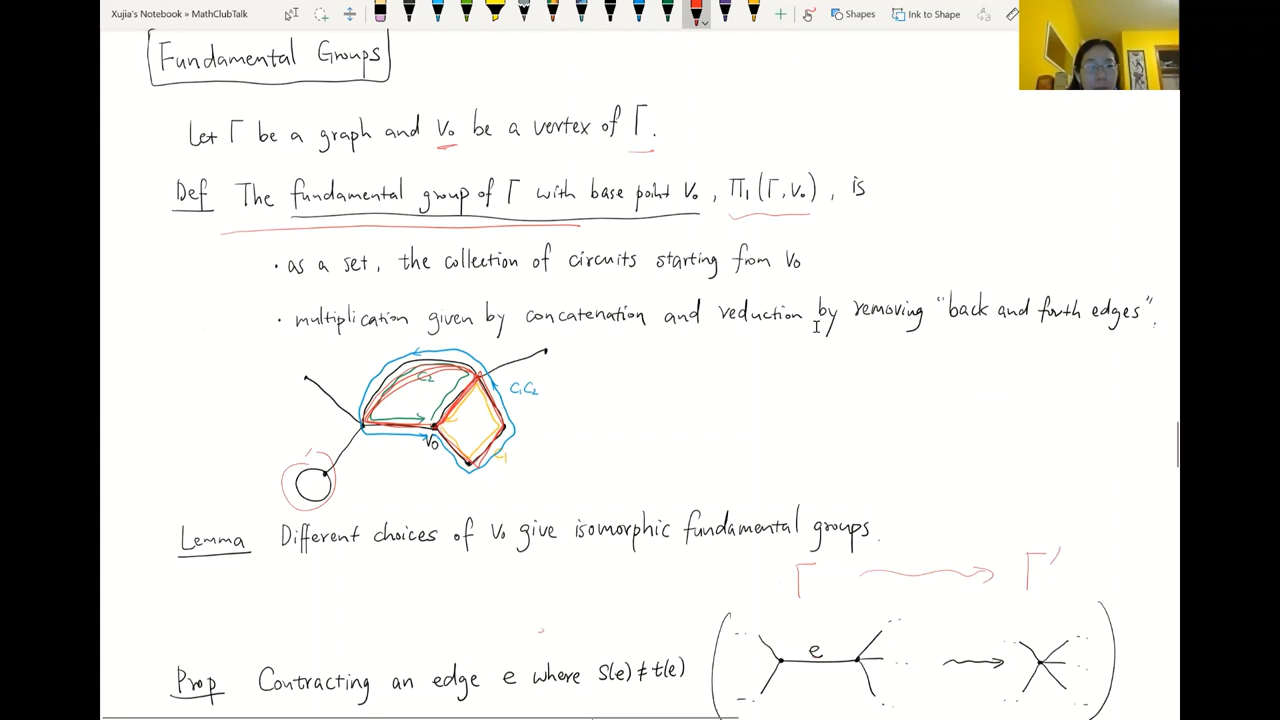 Xujia's Notebook » MathClubTalk
Shapes
Ink to Shape
Fundamental Groups
Let Γ be a graph and v₀ be a vertex of Γ.
Def The fundamental group of Γ with base point v₀, π₁(Γ, v₀), is
· as a set, the collection of circuits starting from v₀
· multiplication given by concatenation and reduction by removing "back and forth edges".
C₂
C₁C₂
v₀
C₁
Lemma Different choices of v₀ give isomorphic fundamental groups.
Γ Γ′
e
Prop Contracting an edge e where s(e) ≠ t(e)